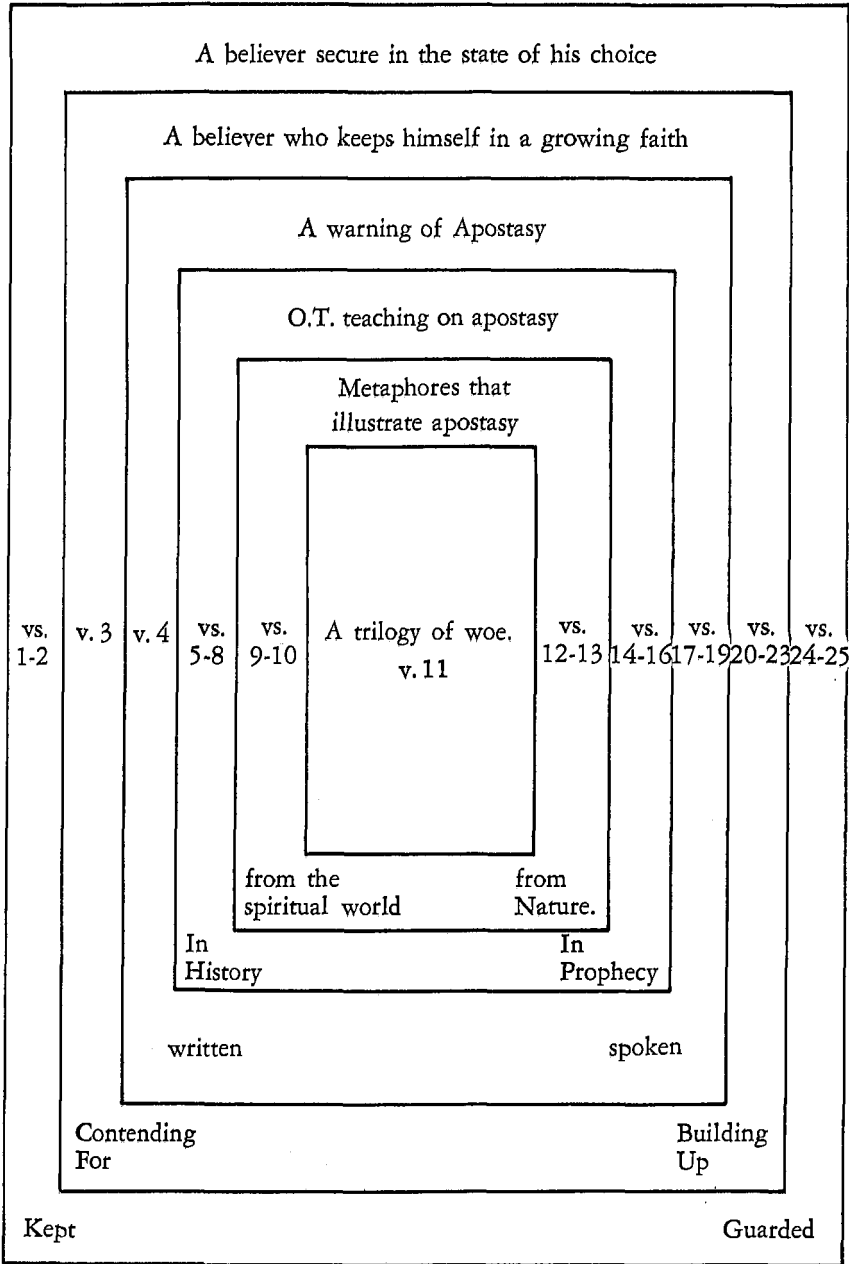 A believer secure in the state of his choice
A believer who keeps himself in a growing faith
A warning of Apostasy
O.T. teaching on apostasy
Metaphores that
illustrate apostasy
vs.
1-2
v. 3
v. 4
vs.
5-8
vs.
9-10
A trilogy of woe.
v. 11
vs.
12-13
vs.
14-16
vs.
17-19
vs.
20-23
vs.
24-25
from the
spiritual world
from
Nature.
In
History
In
Prophecy
written
spoken
Contending
For
Building
Up
Kept
Guarded